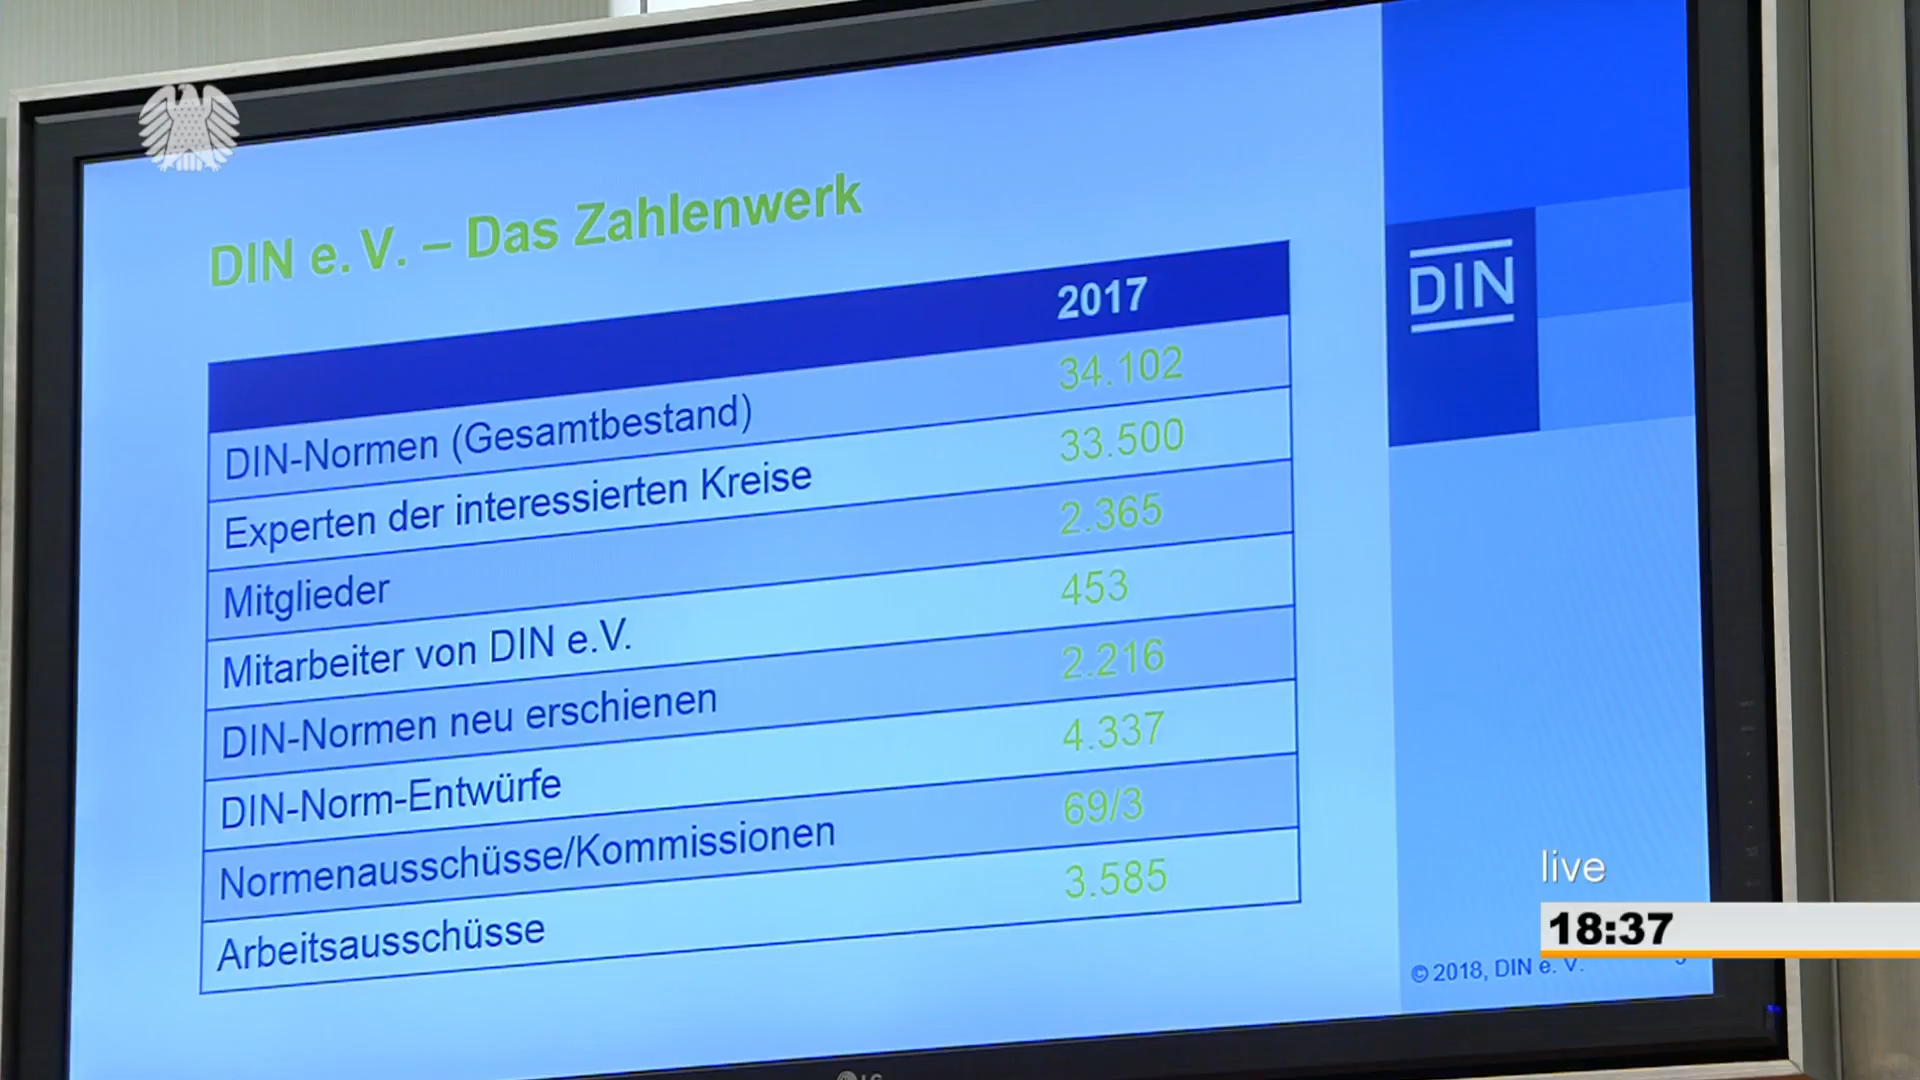 DIN e. V. – Das Zahlenwerk
2017
DIN-Normen (Gesamtbestand) 34.102
Experten der interessierten Kreise 33.500
Mitglieder 2.365
Mitarbeiter von DIN e.V. 453
DIN-Normen neu erschienen 2.216
DIN-Norm-Entwürfe 4.337
Normenausschüsse/Kommissionen 69/3
Arbeitsausschüsse 3.585
DIN
live
18:37
© 2018, DIN e. V.
LG